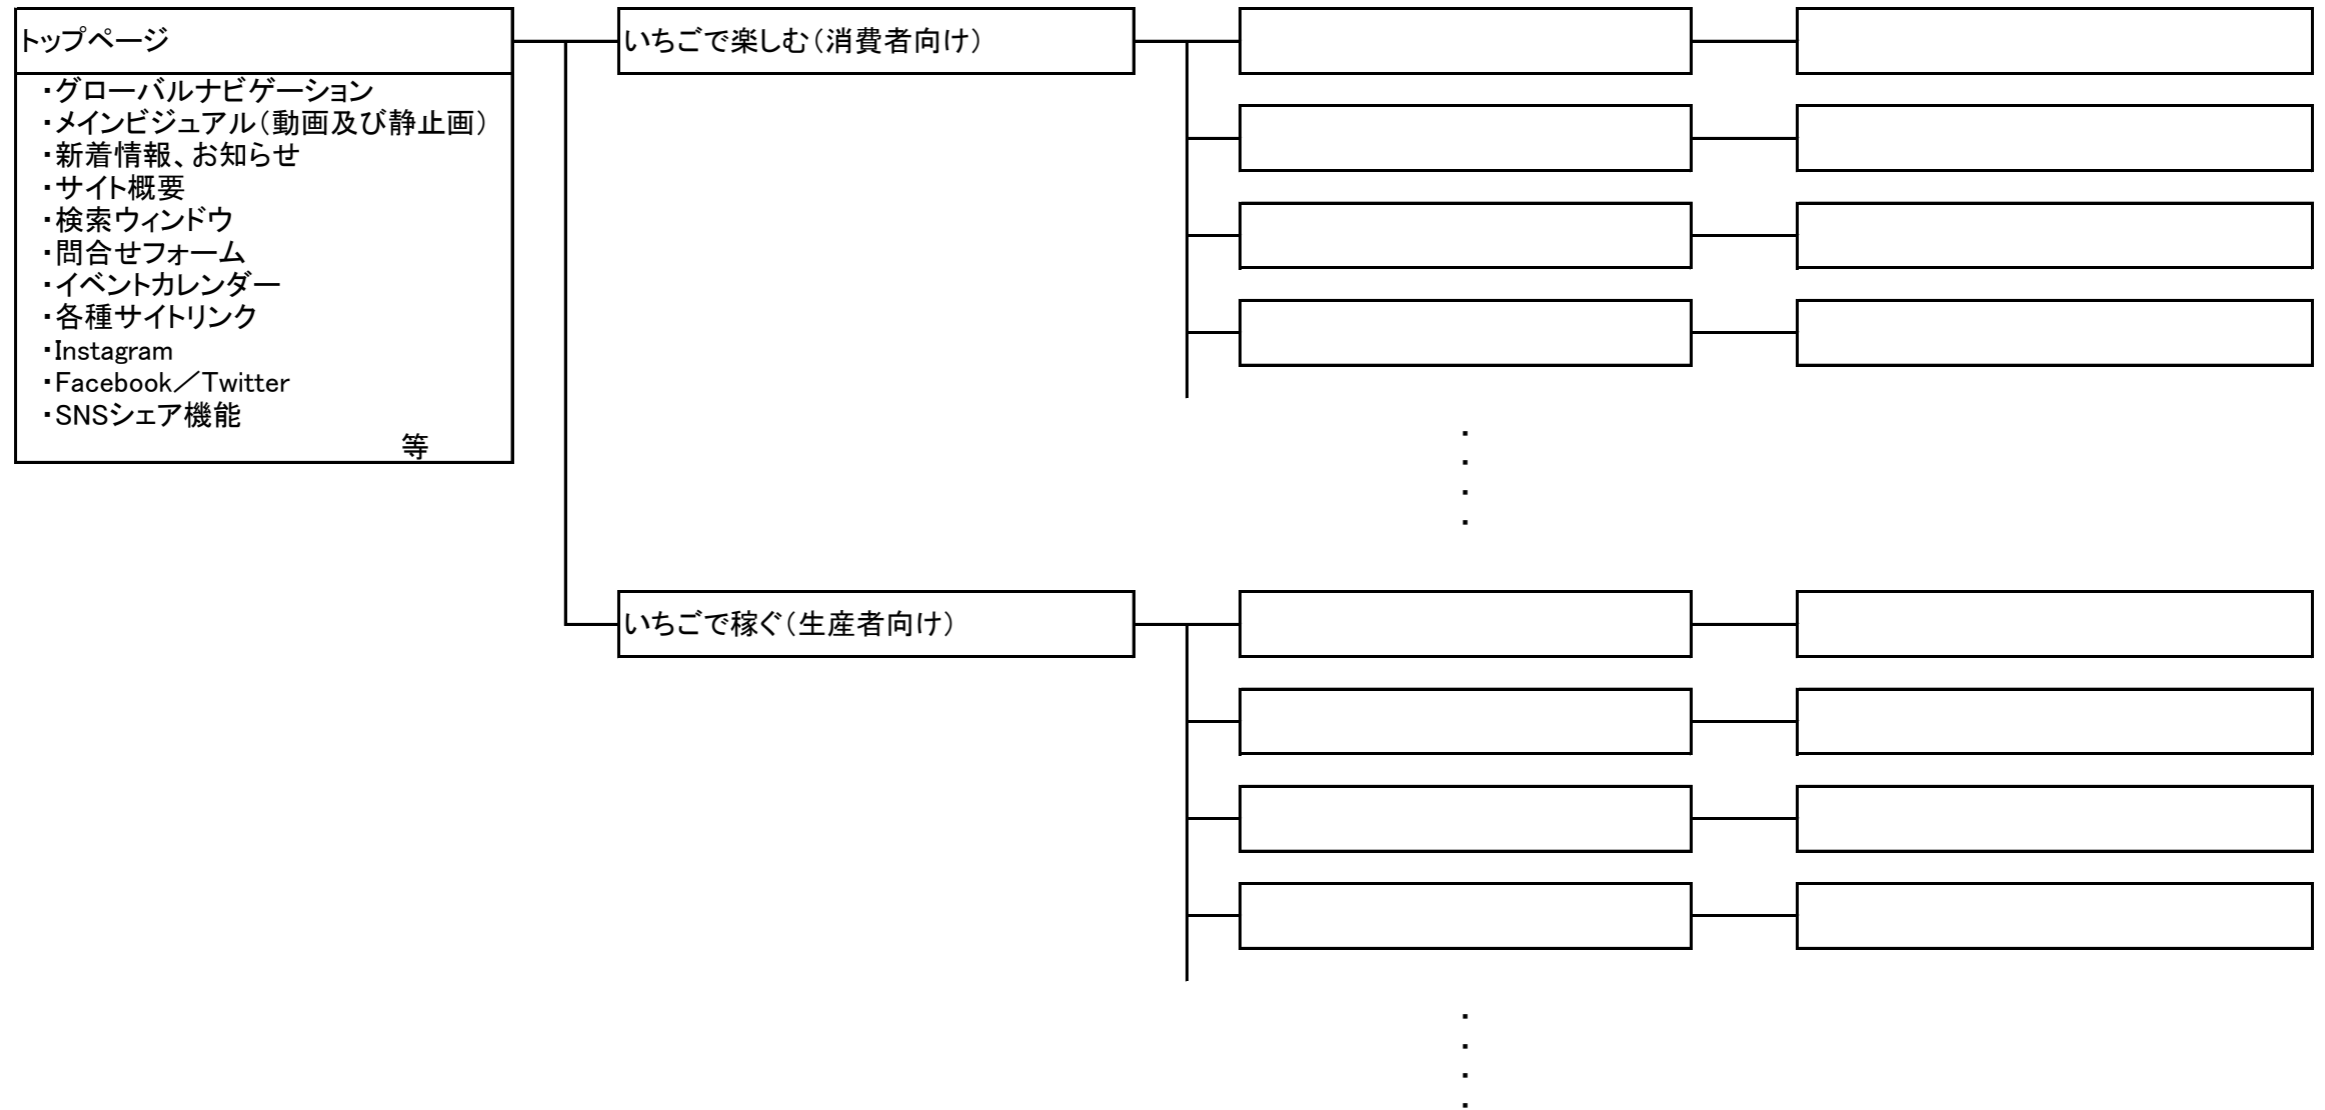 トップページ
・グローバルナビゲーション
・メインビジュアル(動画及び静止画)
・新着情報、お知らせ
・サイト概要
・検索ウィンドウ
・問合せフォーム
・イベントカレンダー
・各種サイトリンク
・Instagram
・Facebook/Twitter
・SNSシェア機能
等
いちごで楽しむ(消費者向け)
・
・
・
・
いちごで稼ぐ(生産者向け)
・
・
・
・